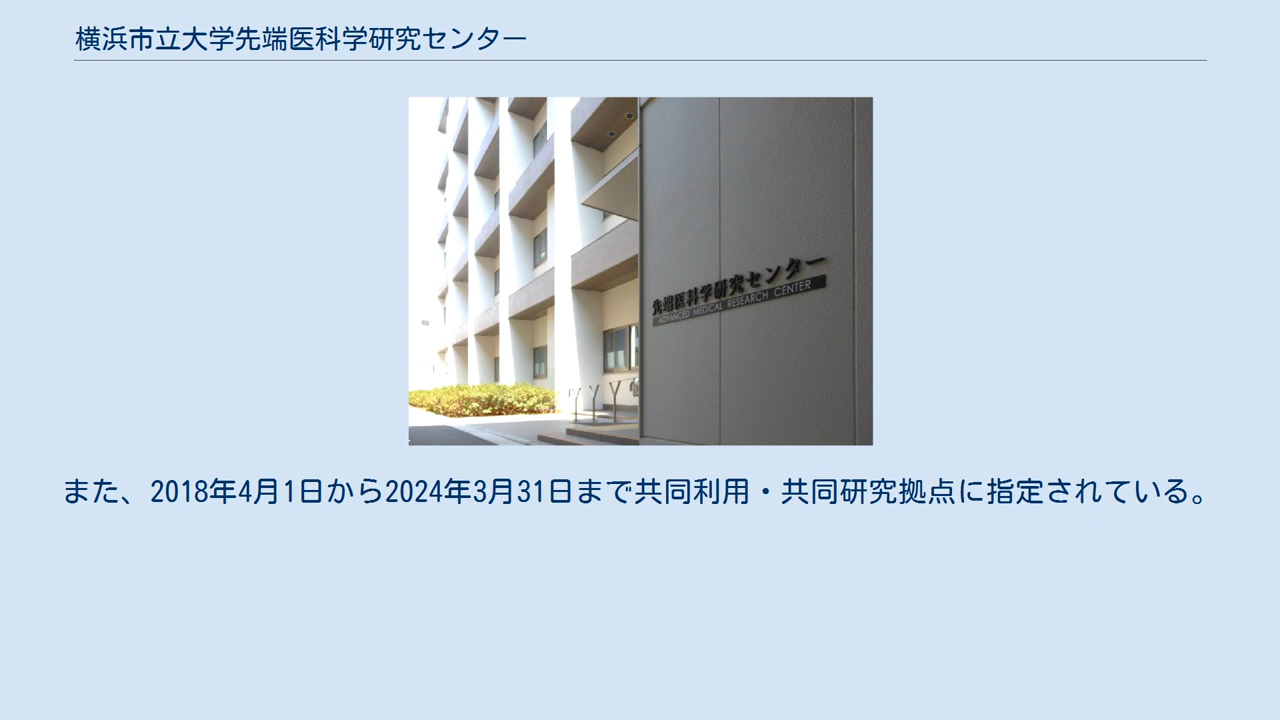 横浜市立大学先端医科学研究センター
先端医科学研究センター
ADVANCED MEDICAL RESEARCH CENTER
また、2018年4月1日から2024年3月31日まで共同利用・共同研究拠点に指定されている。